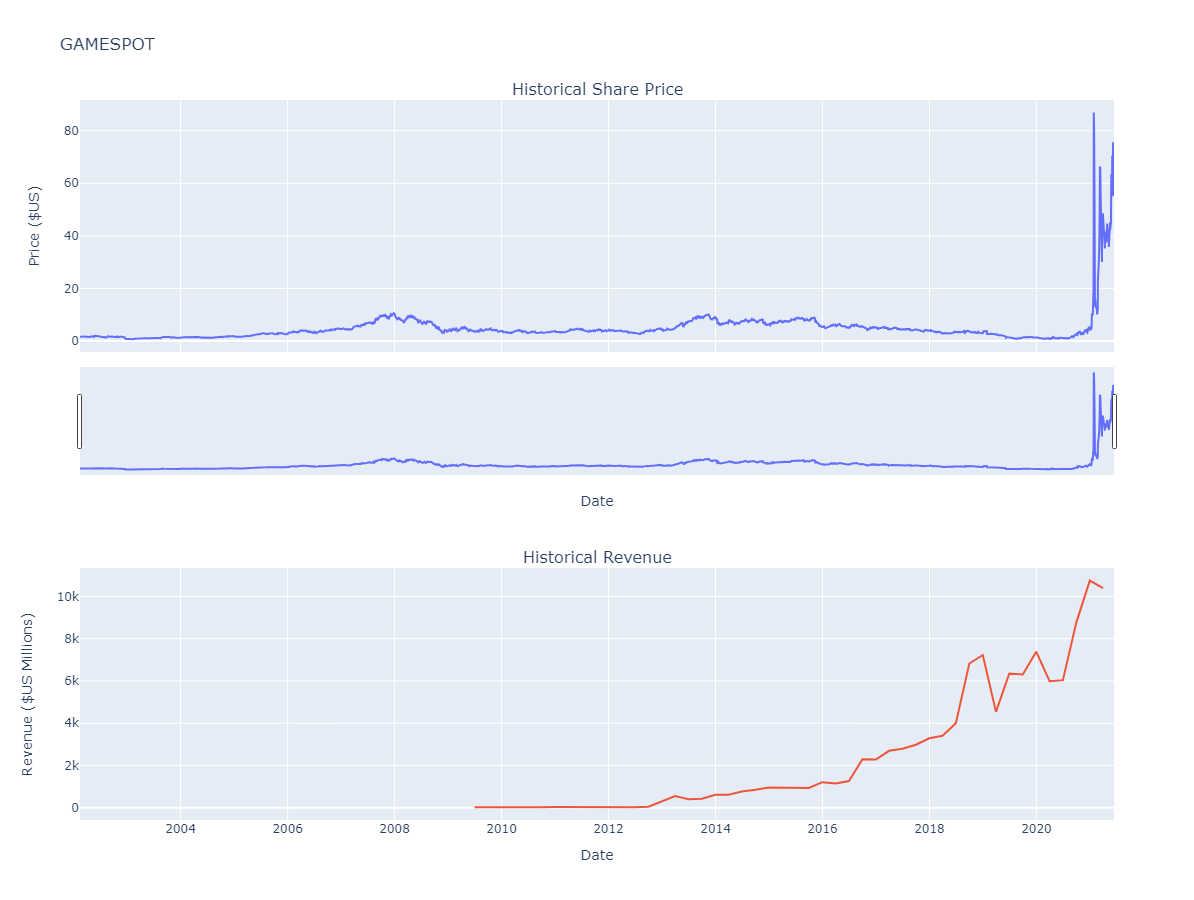 GAMESPOT
Historical Share Price
Price ($US)
80
60
40
20
0
Date
Historical Revenue
Revenue ($US Millions)
10k
8k
6k
4k
2k
0
2004 2006 2008 2010 2012 2014 2016 2018 2020
Date